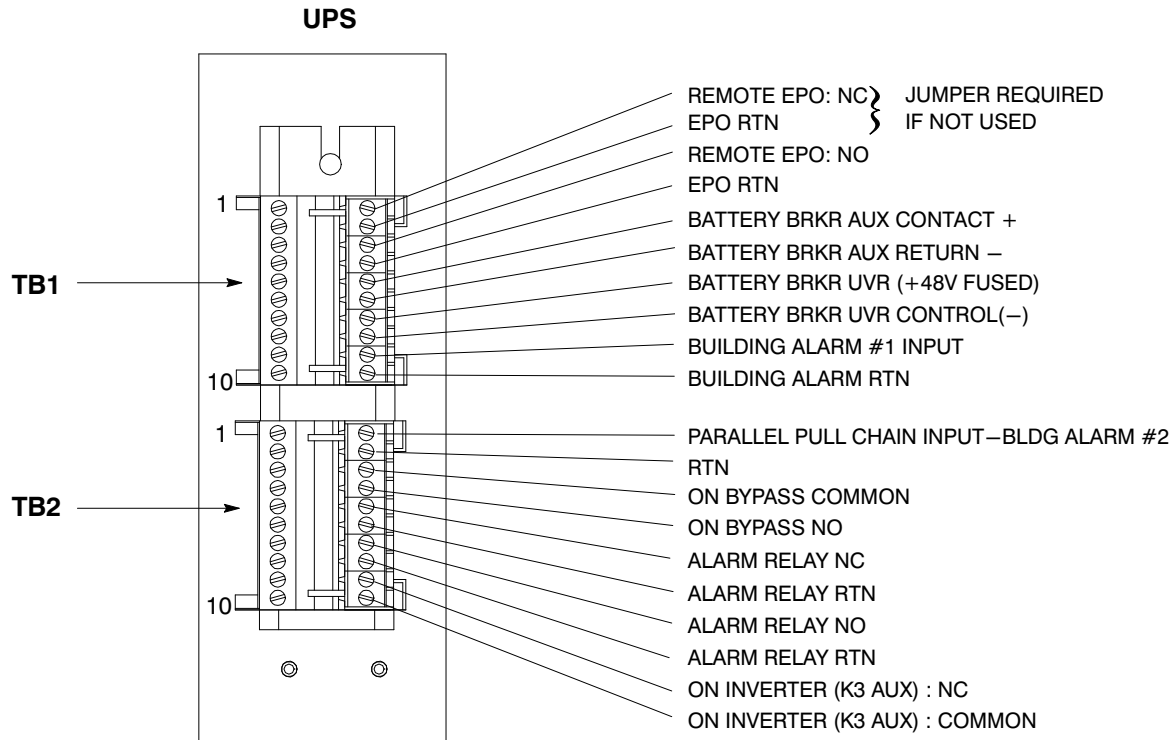 UPS
REMOTE EPO: NC } JUMPER REQUIRED
EPO RTN } IF NOT USED
REMOTE EPO: NO
EPO RTN
BATTERY BRKR AUX CONTACT +
BATTERY BRKR AUX RETURN −
BATTERY BRKR UVR (+48V FUSED)
BATTERY BRKR UVR CONTROL(−)
BUILDING ALARM #1 INPUT
BUILDING ALARM RTN
1
TB1
10
PARALLEL PULL CHAIN INPUT−BLDG ALARM #2
RTN
ON BYPASS COMMON
ON BYPASS NO
ALARM RELAY NC
ALARM RELAY RTN
ALARM RELAY NO
ALARM RELAY RTN
ON INVERTER (K3 AUX) : NC
ON INVERTER (K3 AUX) : COMMON
1
TB2
10